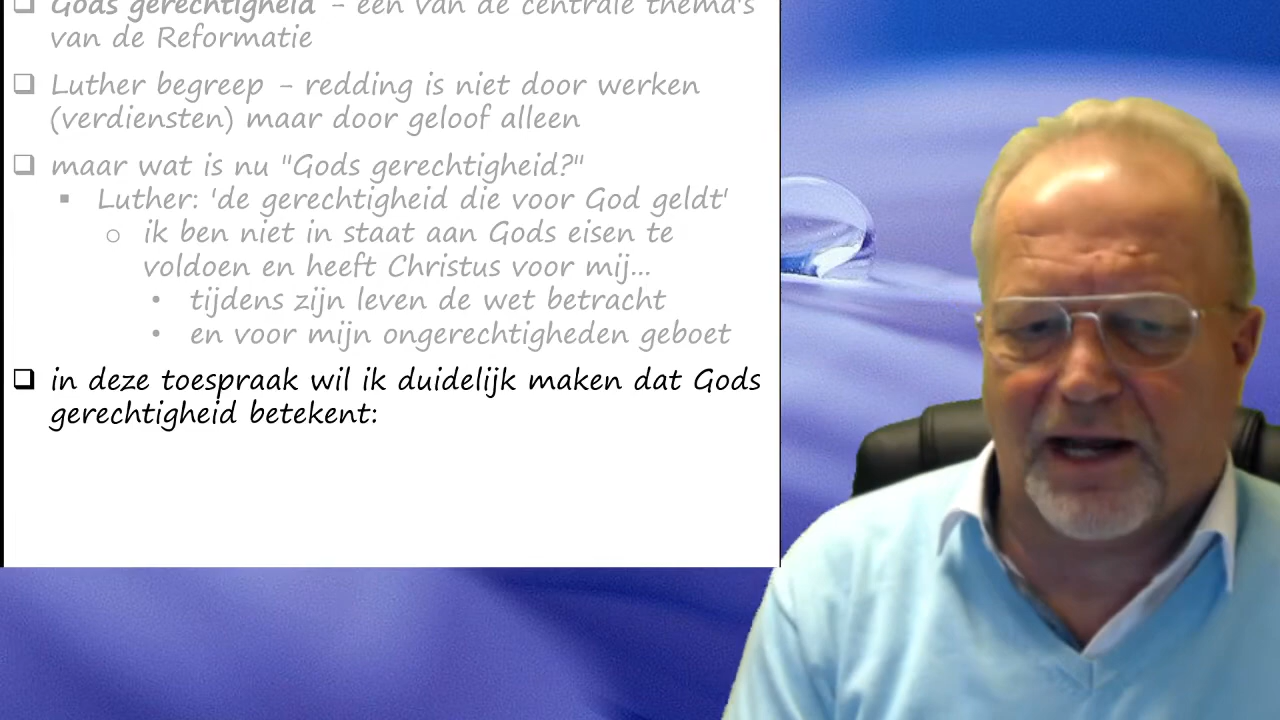 Gods gerechtigheid - één van de centrale thema's
van de Reformatie
Luther begreep - redding is niet door werken
(verdiensten) maar door geloof alleen
maar wat is nu "Gods gerechtigheid?"
Luther: 'de gerechtigheid die voor God geldt'
ik ben niet in staat aan Gods eisen te
voldoen en heeft Christus voor mij...
tijdens zijn leven de wet betracht
en voor mijn ongerechtigheden geboet
in deze toespraak wil ik duidelijk maken dat Gods
gerechtigheid betekent: